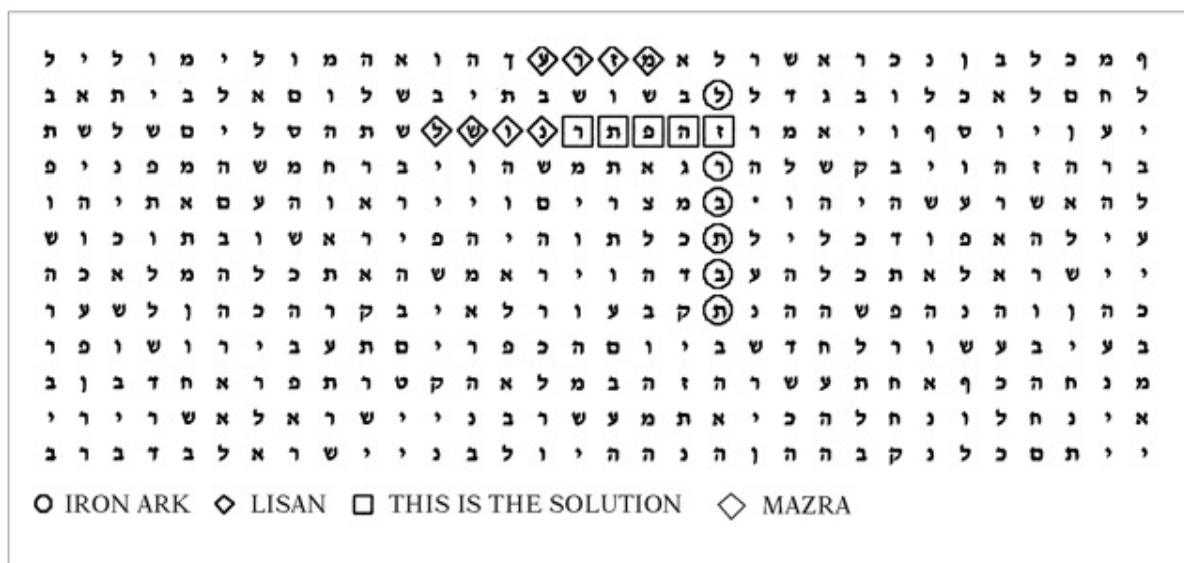 ף מ כ ל ב ן נ כ ר א ש ר ל א מ ז ר ע ך ה ו א ה מ ו ל י מ ו ל י ל
ל ח ם ל א כ ל ו ב ג ד ל ל ב ש ו ש ב ת י ב ש ל ו ם א ל ב י ת א ב
י ע ן י ו ס ף ו י א מ ר ז ה פ ת ר נ ו ש ל ש ת ה ס ל י ם ש ל ש ת
ב ר ה ז ה ו י ב ק ש ל ה ר ג א ת מ ש ה ו י ב ר ח מ ש ה מ פ נ י פ
ל ה א ש ר ע ש ה י ה ו י ב מ צ ר י ם ו י י ר א ו ה ע ם א ת י ה ו
ע י ל ה א פ ו ד כ ל י ל ת כ ל ת ו ה י ה פ י ר א ש ו ב ת ו כ ו ש
י י ש ר א ל א ת כ ל ה ע ב ד ה ו י ר א מ ש ה א ת כ ל ה מ ל א כ ה
כ ה ן ו ה נ ה פ ש ה ה נ ת ק ב ע ו ר ל א י ב ק ר ה כ ה ן ל ש ע ר
ב ע י ב ע ש ו ר ל ח ד ש ב י ו ם ה כ פ ר י ם ת ע ב י ר ו ש ו פ ר
מ נ ח ה כ ף א ח ת ע ש ר ה ז ה ב מ ל א ה ק ט ר ת פ ר א ח ד ב ן ב
א י נ ח ל ו נ ח ל ה כ י א ת מ ע ש ר ב נ י י ש ר א ל א ש ר י ר י
י י ת ם כ ל נ ק ב ה ה ן ה נ ה ה י ו ל ב נ י י ש ר א ל ב ד ב ר ב
IRON ARK LISAN THIS IS THE SOLUTION MAZRA